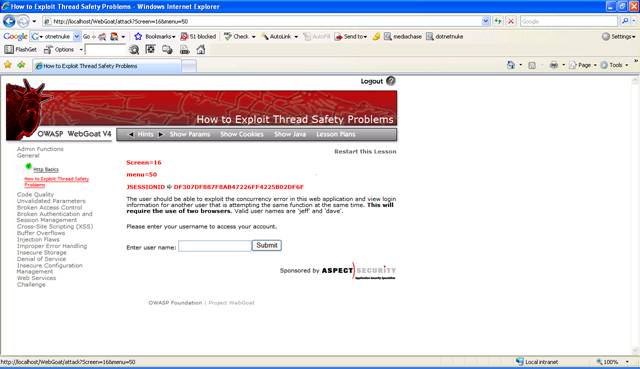 How to Exploit Thread Safety Problems - Windows Internet Explorer
http://localhost/WebGoat/attack?Screen=16&menu=50
Google
Google otnetnuke Go Bookmarks 51 blocked Check AutoLink AutoFill Send to mediachase dotnetnuke Settings
FlashGet Options
How to Exploit Thread Safety Problems Page Tools
Logout ?
How to Exploit Thread Safety Problems
OWASP WebGoat V4 Hints Show Params Show Cookies Show Java Lesson Plans
Restart this Lesson
Admin Functions
General
Http Basics
How to Exploit Thread Safety Problems
Code Quality
Unvalidated Parameters
Broken Access Control
Broken Authentication and Session Management
Cross-Site Scripting (XSS)
Buffer Overflows
Injection Flaws
Improper Error Handling
Insecure Storage
Denial of Service
Insecure Configuration Management
Web Services
Challenge
Screen=16
menu=50
JSESSIONID DF307DF887F8AB47226FF4225B02DF6F
The user should be able to exploit the concurrency error in this web application and view login
information for another user that is attempting the same function at the same time. This will
require the use of two browsers. Valid user names are 'jeff' and 'dave'.
Please enter your username to access your account.
Enter user name: Submit
Sponsored by ASPECT SECURITY
Application Security Specialists
OWASP Foundation | Project WebGoat
http://localhost/WebGoat/attack?Screen=16&menu=50 Local intranet 100%